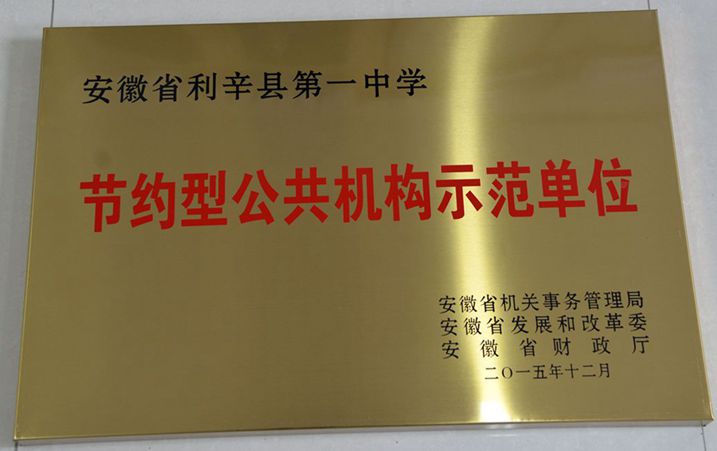 安徽省利辛县第一中学
节约型公共机构示范单位
安徽省机关事务管理局
安徽省发展和改革委
安徽省财政厅
二〇一五年十二月